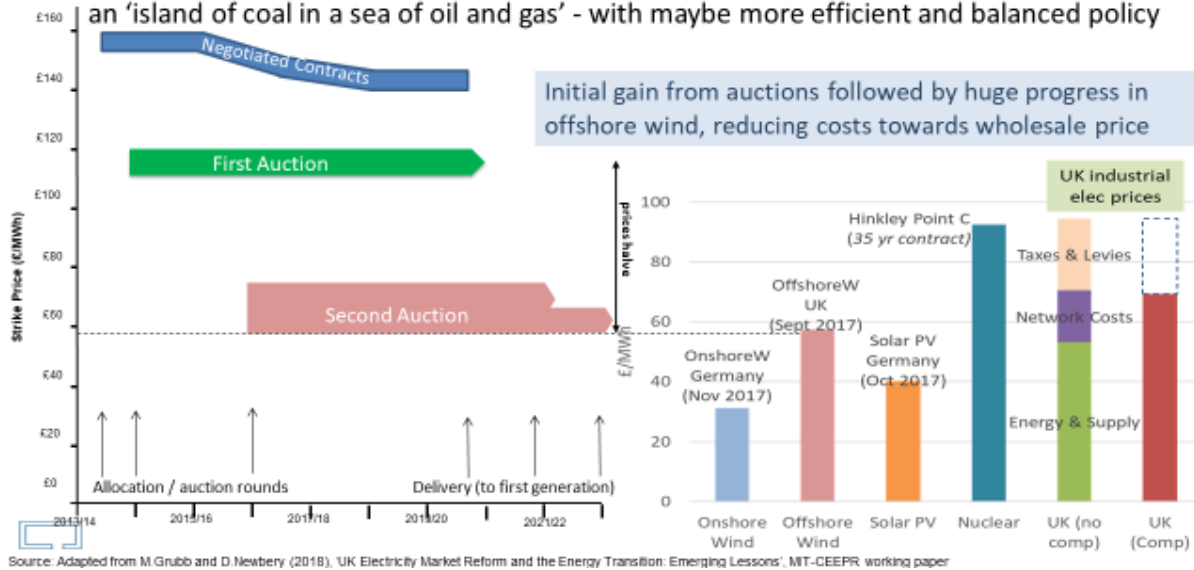 an ‘island of coal in a sea of oil and gas’ - with maybe more efficient and balanced policy
£160
£140
£120
£100
£80
£60
£40
£20
£0
Strike Price (£/MWh)
Negotiated Contracts
First Auction
Second Auction
Allocation / auction rounds
Delivery (to first generation)
2013/14
2015/16
2017/18
2019/20
2021/22
Initial gain from auctions followed by huge progress in
offshore wind, reducing costs towards wholesale price
prices halve
£/MWh
100
80
60
40
20
0
OnshoreW
Germany
(Nov 2017)
OffshoreW
UK
(Sept 2017)
Solar PV
Germany
(Oct 2017)
Hinkley Point C
(35 yr contract)
UK industrial
elec prices
Taxes & Levies
Network Costs
Energy & Supply
Onshore
Wind
Offshore
Wind
Solar PV
Nuclear
UK (no
comp)
UK
(Comp)
Source: Adapted from M.Grubb and D.Newbery (2018), ‘UK Electricity Market Reform and the Energy Transition: Emerging Lessons’, MIT-CEEPR working paper